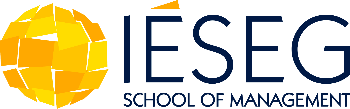 IÉSEG
SCHOOL OF MANAGEMENT